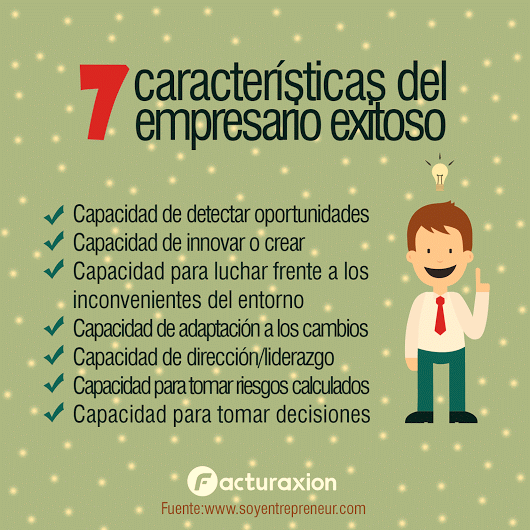 7 características del
empresario exitoso
Capacidad de detectar oportunidades
Capacidad de innovar o crear
Capacidad para luchar frente a los
inconvenientes del entorno
Capacidad de adaptación a los cambios
Capacidad de dirección/liderazgo
Capacidad para tomar riesgos calculados
Capacidad para tomar decisiones
Facturaxion
Fuente:www.soyentrepreneur.com